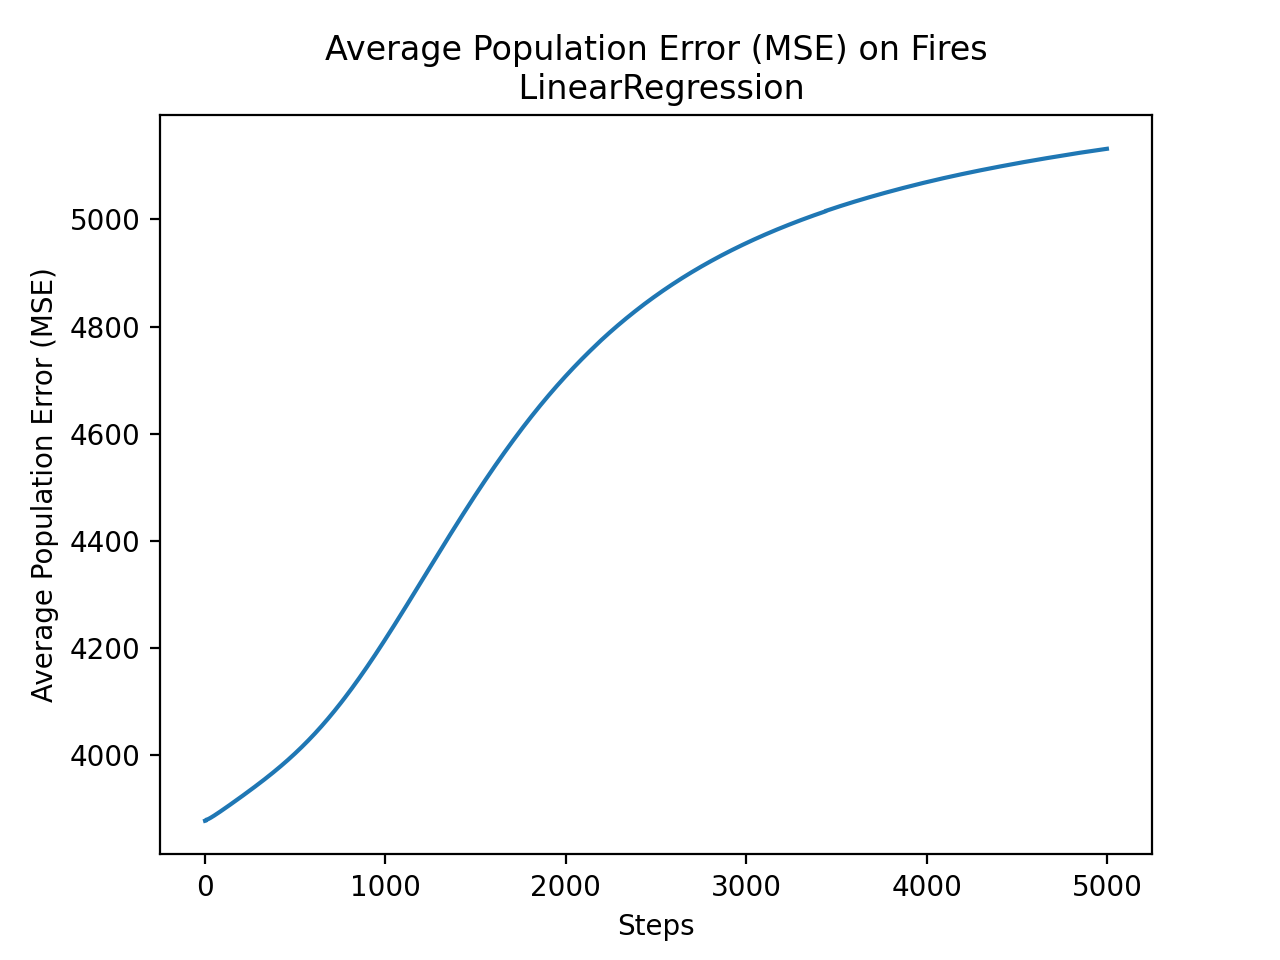 Average Population Error (MSE) on Fires
LinearRegression
Average Population Error (MSE)
5000
4800
4600
4400
4200
4000
0 1000 2000 3000 4000 5000
Steps